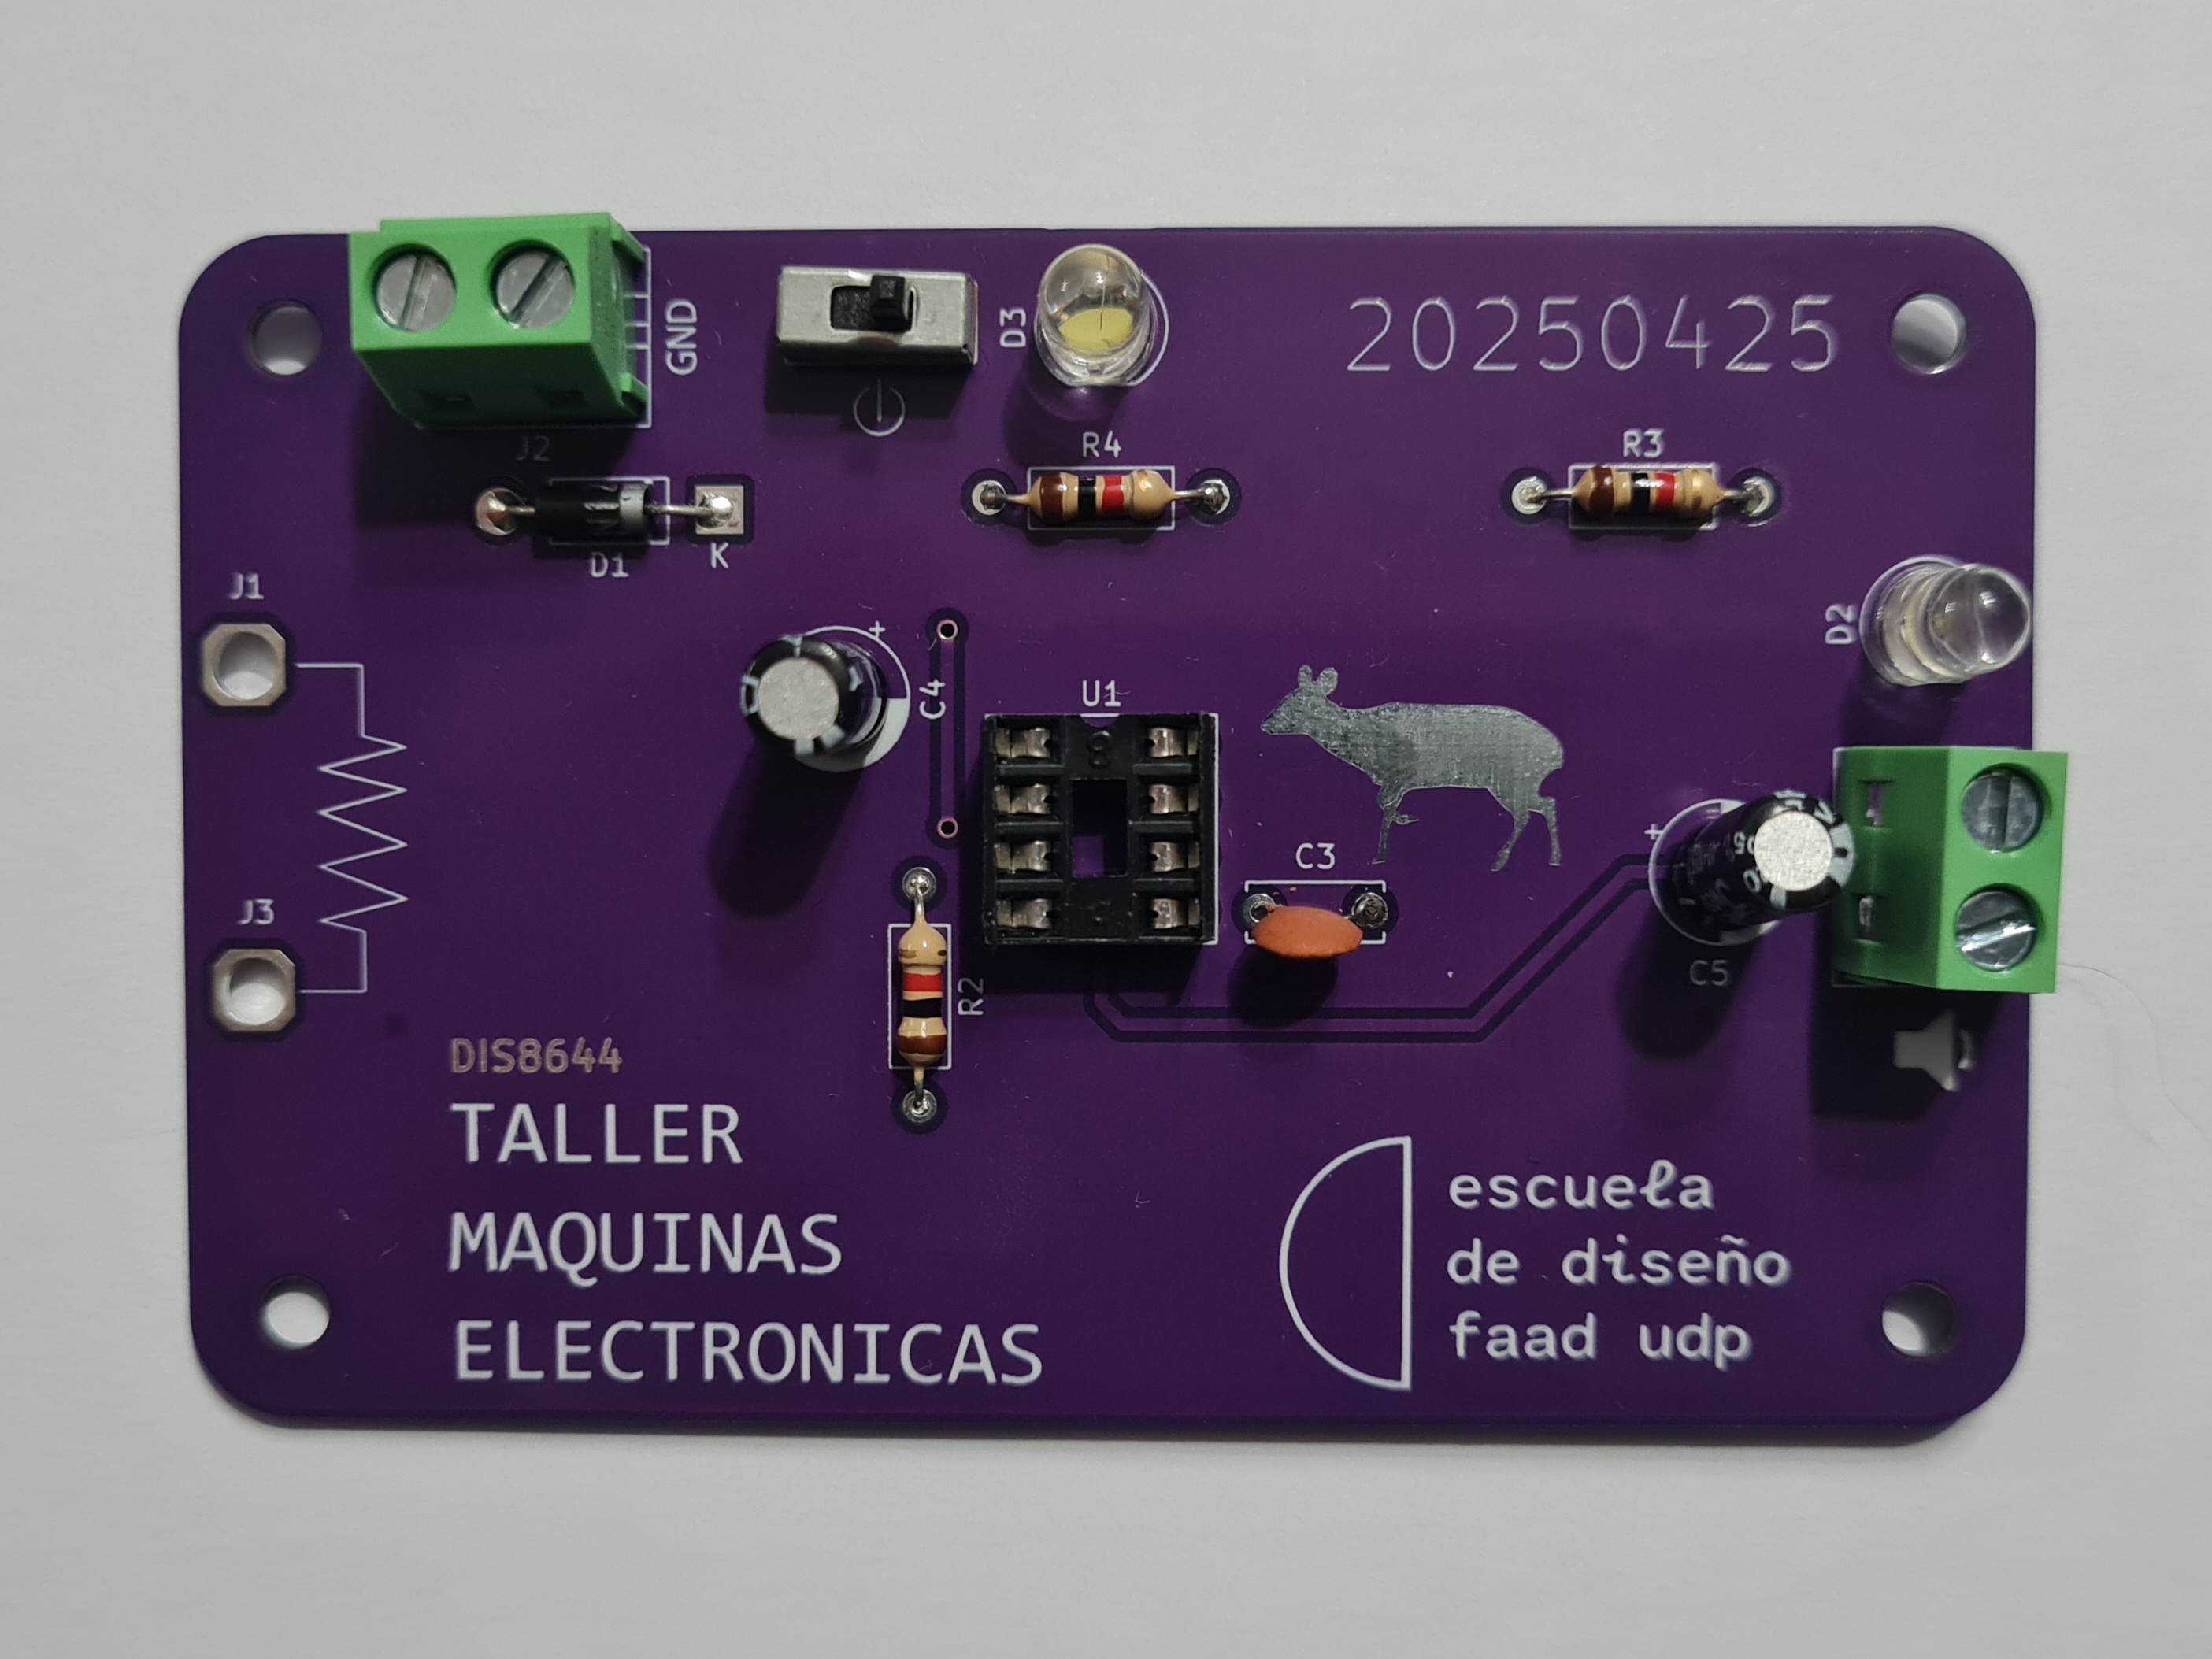 GND
D3
20250425
J2
R4
R3
D1
K
J1
D2
+
C4
U1
8
C3
+
J3
R2
C5
DIS8644
TALLER
MAQUINAS
ELECTRONICAS
escuela
de diseño
faad udp